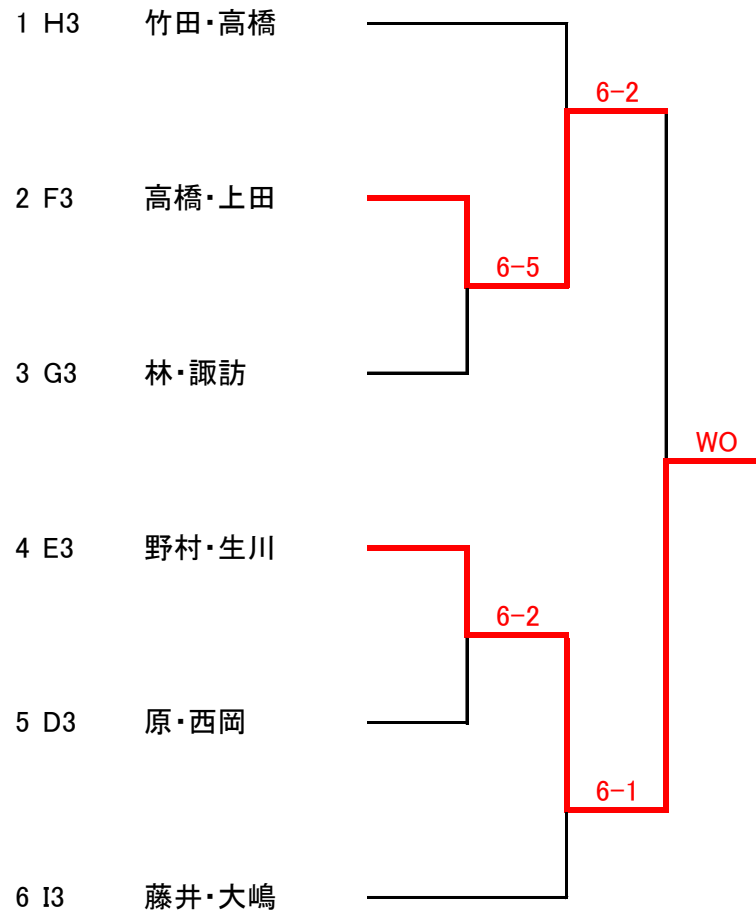 1 H3 竹田・高橋
6-2
2 F3 高橋・上田
6-5
3 G3 林・諏訪
WO
4 E3 野村・生川
6-2
5 D3 原・西岡
6-1
6 I3 藤井・大嶋